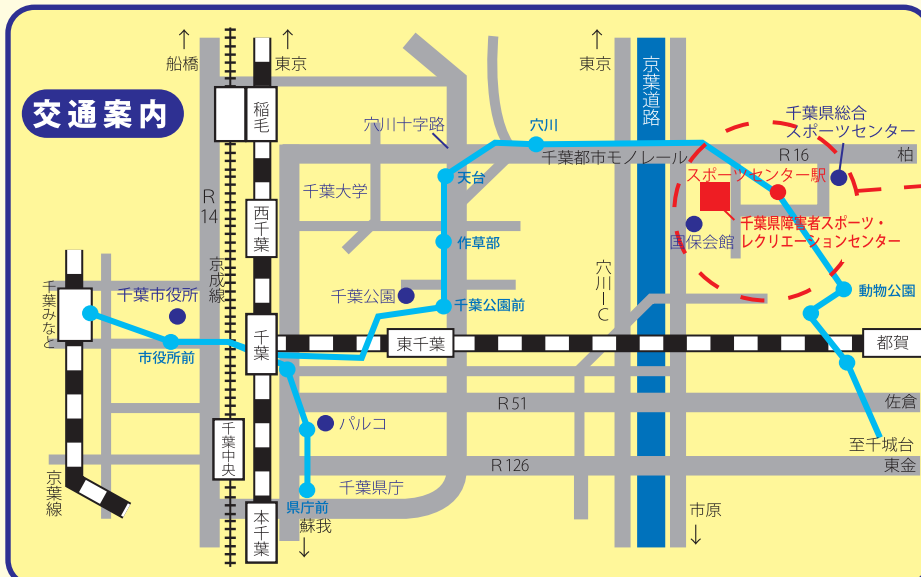 交通案内
船橋
東京
東京
京葉道路
稲毛
穴川十字路
穴川
千葉県総合
スポーツセンター
千葉都市モノレール
R16
柏
千葉大学
天台
スポーツセンター駅
R
14
西千葉
作草部
千葉県障害者スポーツ・
レクリエーションセンター
国保会館
京成線
穴川IC
千葉みなと
千葉市役所
千葉公園
千葉公園前
動物公園
市役所前
千葉
東千葉
都賀
R51
佐倉
パルコ
千葉中央
至千城台
R126
東金
京葉線
千葉県庁
県庁前
蘇我
本千葉
市原